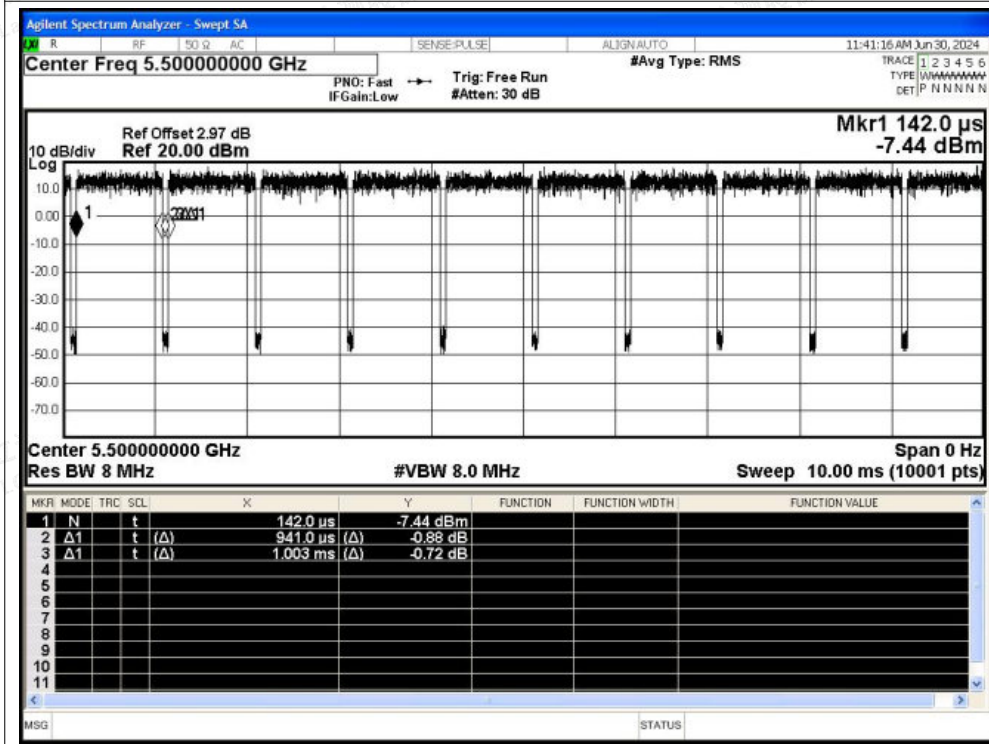 Agilent Spectrum Analyzer - Swept SA
LXI R RF 50 Ω AC SENSE:PULSE ALIGN AUTO 11:41:16 AM Jun 30, 2024
Center Freq 5.500000000 GHz #Avg Type: RMS TRACE 1 2 3 4 5 6
PNO: Fast Trig: Free Run TYPE WWWWWW
IFGain:Low #Atten: 30 dB DET P N N N N N
Mkr1 142.0 µs
Ref Offset 2.97 dB
10 dB/div Ref 20.00 dBm -7.44 dBm
Log
10.0
0.00 1
-10.0
-20.0
-30.0
-40.0
-50.0
-60.0
-70.0
Center 5.500000000 GHz Span 0 Hz
Res BW 8 MHz #VBW 8.0 MHz Sweep 10.00 ms (10001 pts)
MKR MODE TRC SCL X Y FUNCTION FUNCTION WIDTH FUNCTION VALUE
1 N t 142.0 µs -7.44 dBm
2 Δ1 t (Δ) 941.0 µs (Δ) -0.88 dB
3 Δ1 t (Δ) 1.003 ms (Δ) -0.72 dB
4
5
6
7
8
9
10
11
MSG STATUS